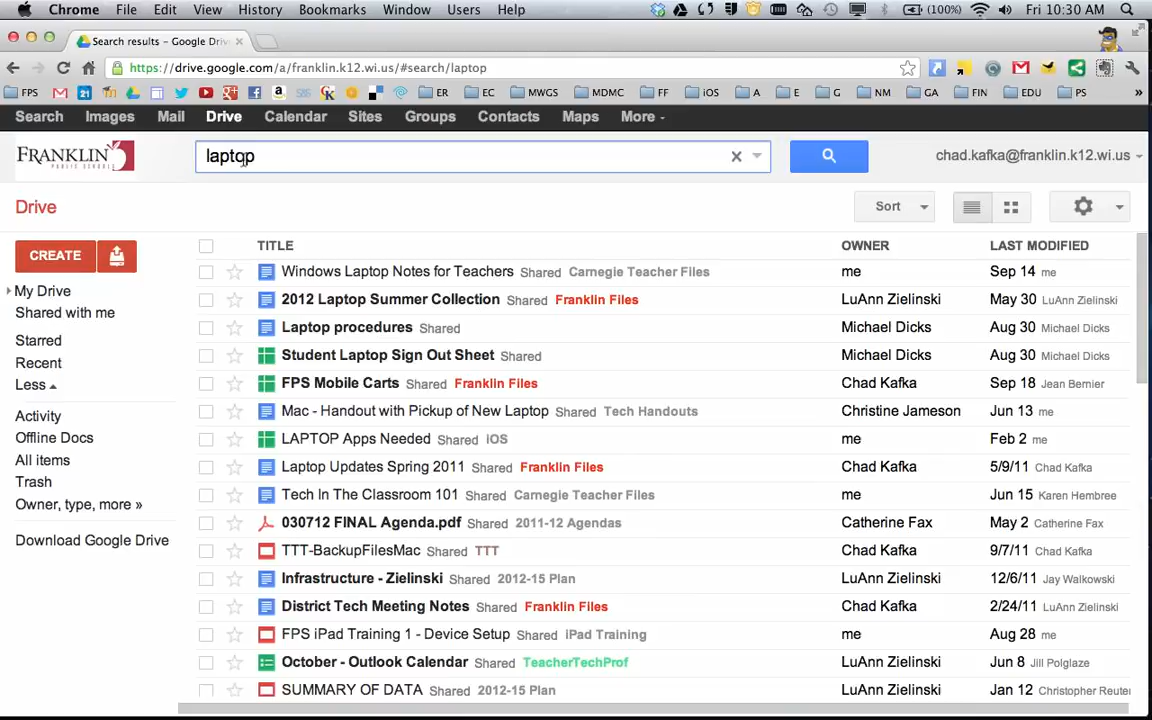 Chrome File Edit View History Bookmarks Window Users Help (100%) Fri 10:30 AM
Search results – Google Driv
https://drive.google.com/a/franklin.k12.wi.us/#search/laptop
FPS 21 ER EC MWGS MDMC FF iOS A E G NM GA FIN EDU PS »
Search Images Mail Drive Calendar Sites Groups Contacts Maps More
FRANKLIN PUBLIC SCHOOLS laptop chad.kafka@franklin.k12.wi.us
Drive Sort
CREATE TITLE OWNER LAST MODIFIED
Windows Laptop Notes for Teachers Shared Carnegie Teacher Files me Sep 14 me
My Drive
2012 Laptop Summer Collection Shared Franklin Files LuAnn Zielinski May 30 LuAnn Zielinski
Shared with me
Laptop procedures Shared Michael Dicks Aug 30 Michael Dicks
Starred
Student Laptop Sign Out Sheet Shared Michael Dicks Aug 30 Michael Dicks
Recent
FPS Mobile Carts Shared Franklin Files Chad Kafka Sep 18 Jean Bernier
Less
Mac - Handout with Pickup of New Laptop Shared Tech Handouts Christine Jameson Jun 13 me
Activity
LAPTOP Apps Needed Shared iOS me Feb 2 me
Offline Docs
All items
Laptop Updates Spring 2011 Shared Franklin Files Chad Kafka 5/9/11 Chad Kafka
Trash
Tech In The Classroom 101 Shared Carnegie Teacher Files me Jun 15 Karen Hembree
Owner, type, more »
030712 FINAL Agenda.pdf Shared 2011-12 Agendas Catherine Fax May 2 Catherine Fax
Download Google Drive
TTT-BackupFilesMac Shared TTT Chad Kafka 9/7/11 Chad Kafka
Infrastructure - Zielinski Shared 2012-15 Plan LuAnn Zielinski 12/6/11 Jay Walkowski
District Tech Meeting Notes Shared Franklin Files Chad Kafka 2/24/11 LuAnn Zielinski
FPS iPad Training 1 - Device Setup Shared iPad Training me Aug 28 me
October - Outlook Calendar Shared TeacherTechProf LuAnn Zielinski Jun 8 Jill Polglaze
SUMMARY OF DATA Shared 2012-15 Plan LuAnn Zielinski Jan 12 Christopher Reuter